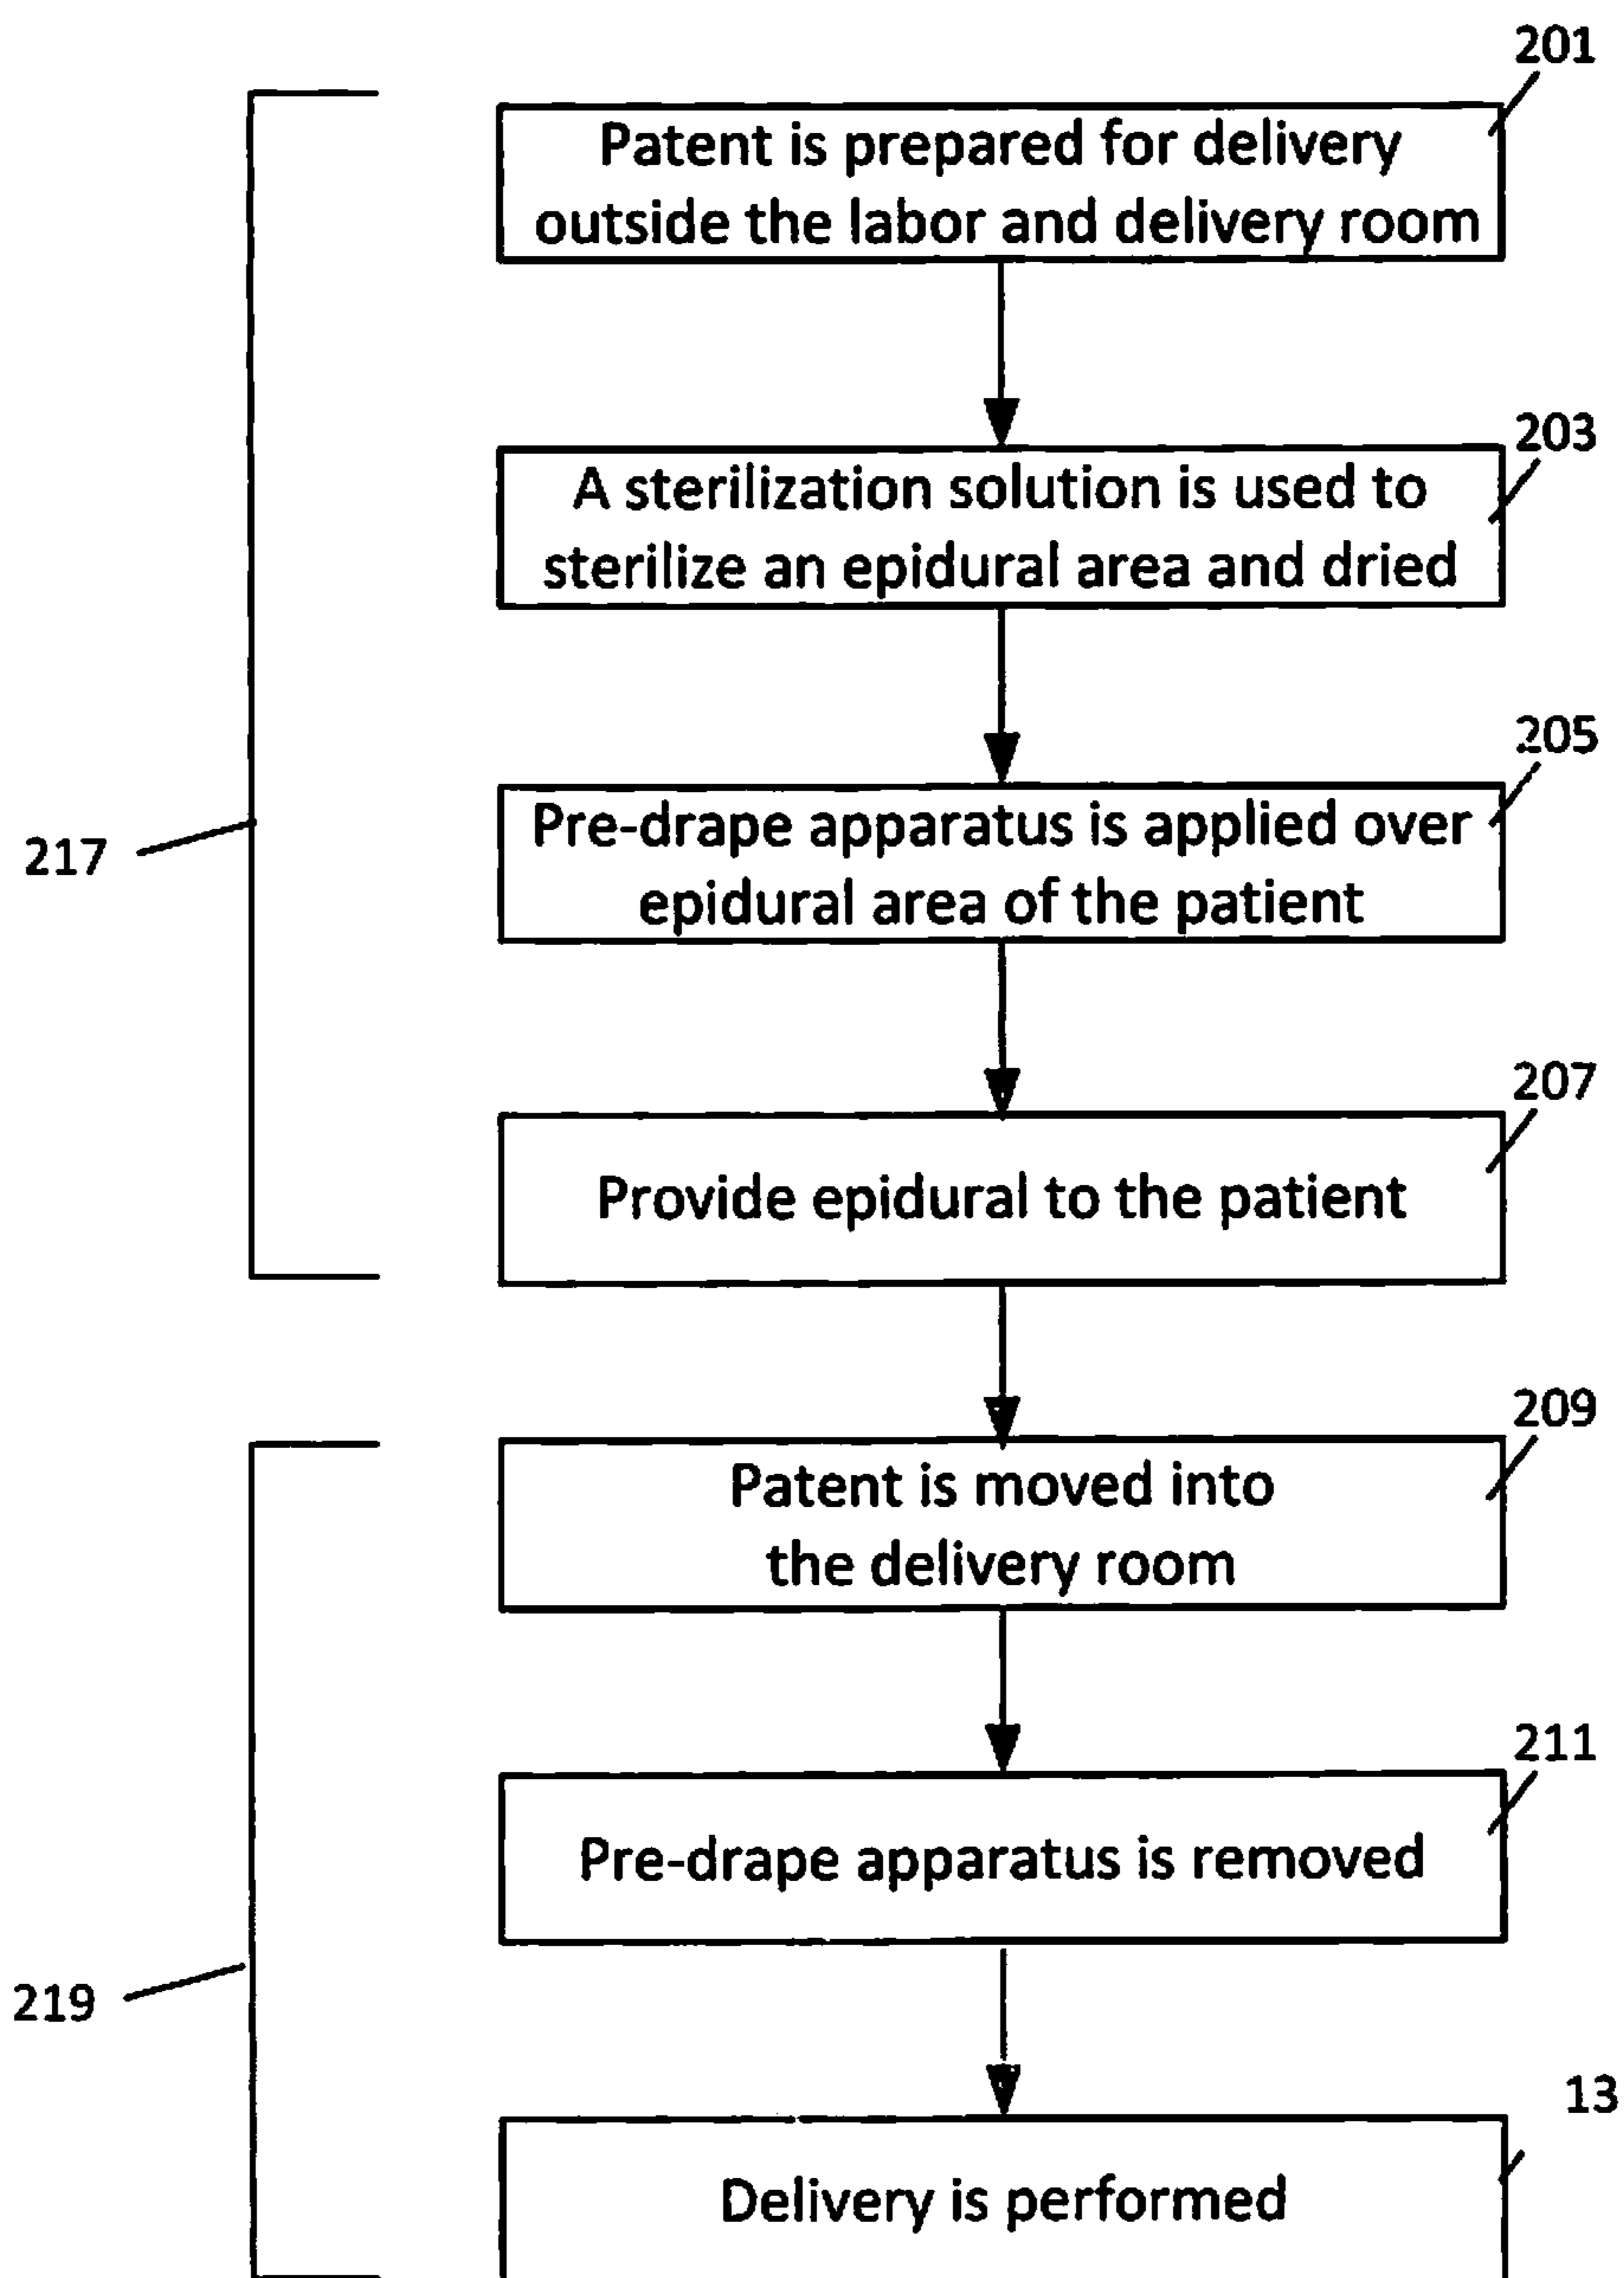 201
Patent is prepared for delivery
outside the labor and delivery room
203
A sterilization solution is used to
sterilize an epidural area and dried
205
Pre-drape apparatus is applied over
epidural area of the patient
217
207
Provide epidural to the patient
209
Patent is moved into
the delivery room
211
Pre-drape apparatus is removed
219
13
Delivery is performed